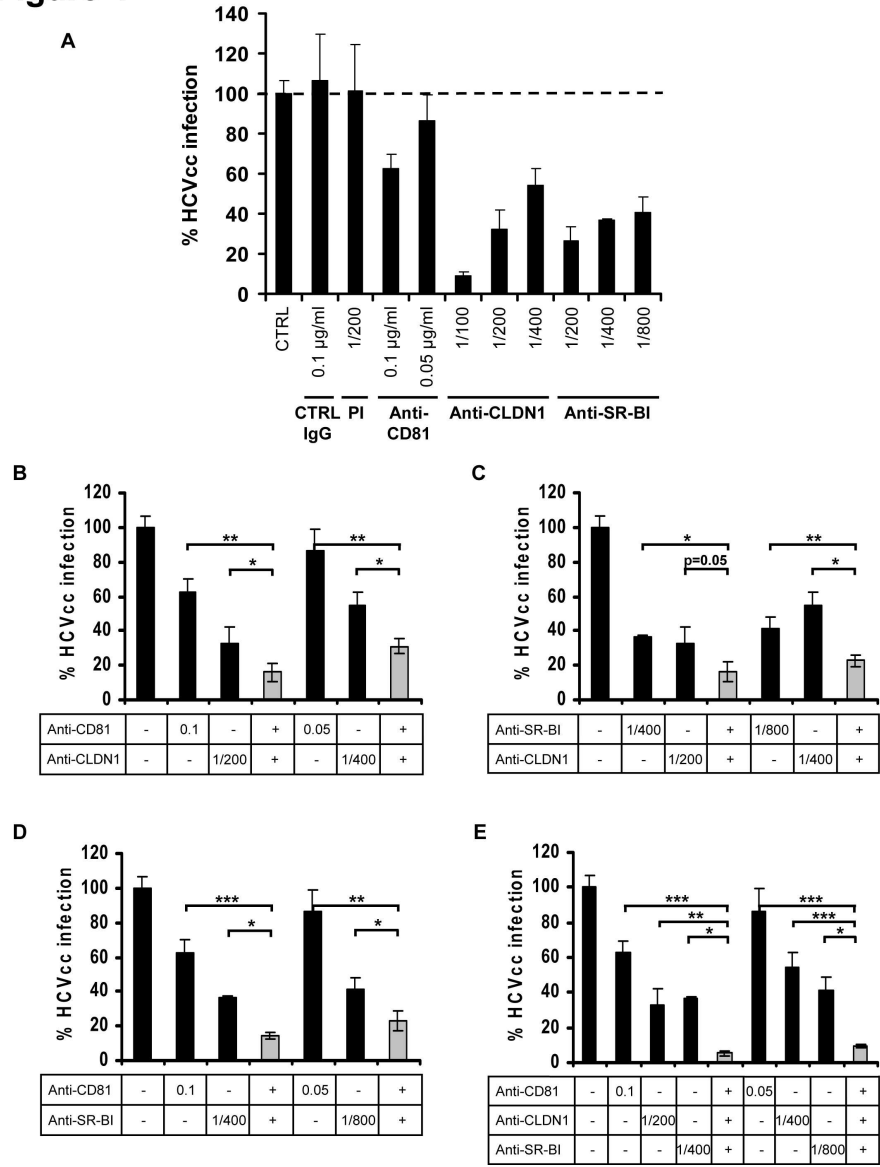 A
% HCVcc infection
140
120
100
80
60
40
20
0
CTRL
0.1 µg/ml
1/200
0.1 µg/ml
0.05 µg/ml
1/100
1/200
1/400
1/200
1/400
1/800
CTRL IgG
PI
Anti-CD81
Anti-CLDN1
Anti-SR-BI
B
% HCVcc infection
120
100
80
60
40
20
0
** ** 
* *
Anti-CD81 - 0.1 - + 0.05 - +
Anti-CLDN1 - - 1/200 + - 1/400 +
C
% HCVcc infection
120
100
80
60
40
20
0
* **
p=0.05 *
Anti-SR-BI - 1/400 - + 1/800 - +
Anti-CLDN1 - - 1/200 + - 1/400 +
D
% HCVcc infection
120
100
80
60
40
20
0
*** **
* *
Anti-CD81 - 0.1 - + 0.05 - +
Anti-SR-BI - - 1/400 + - 1/800 +
E
% HCVcc infection
120
100
80
60
40
20
0
*** ***
** ***
* *
Anti-CD81 - 0.1 - - + 0.05 - - +
Anti-CLDN1 - - 1/200 - + - 1/400 - +
Anti-SR-BI - - - 1/400 + - - 1/800 +